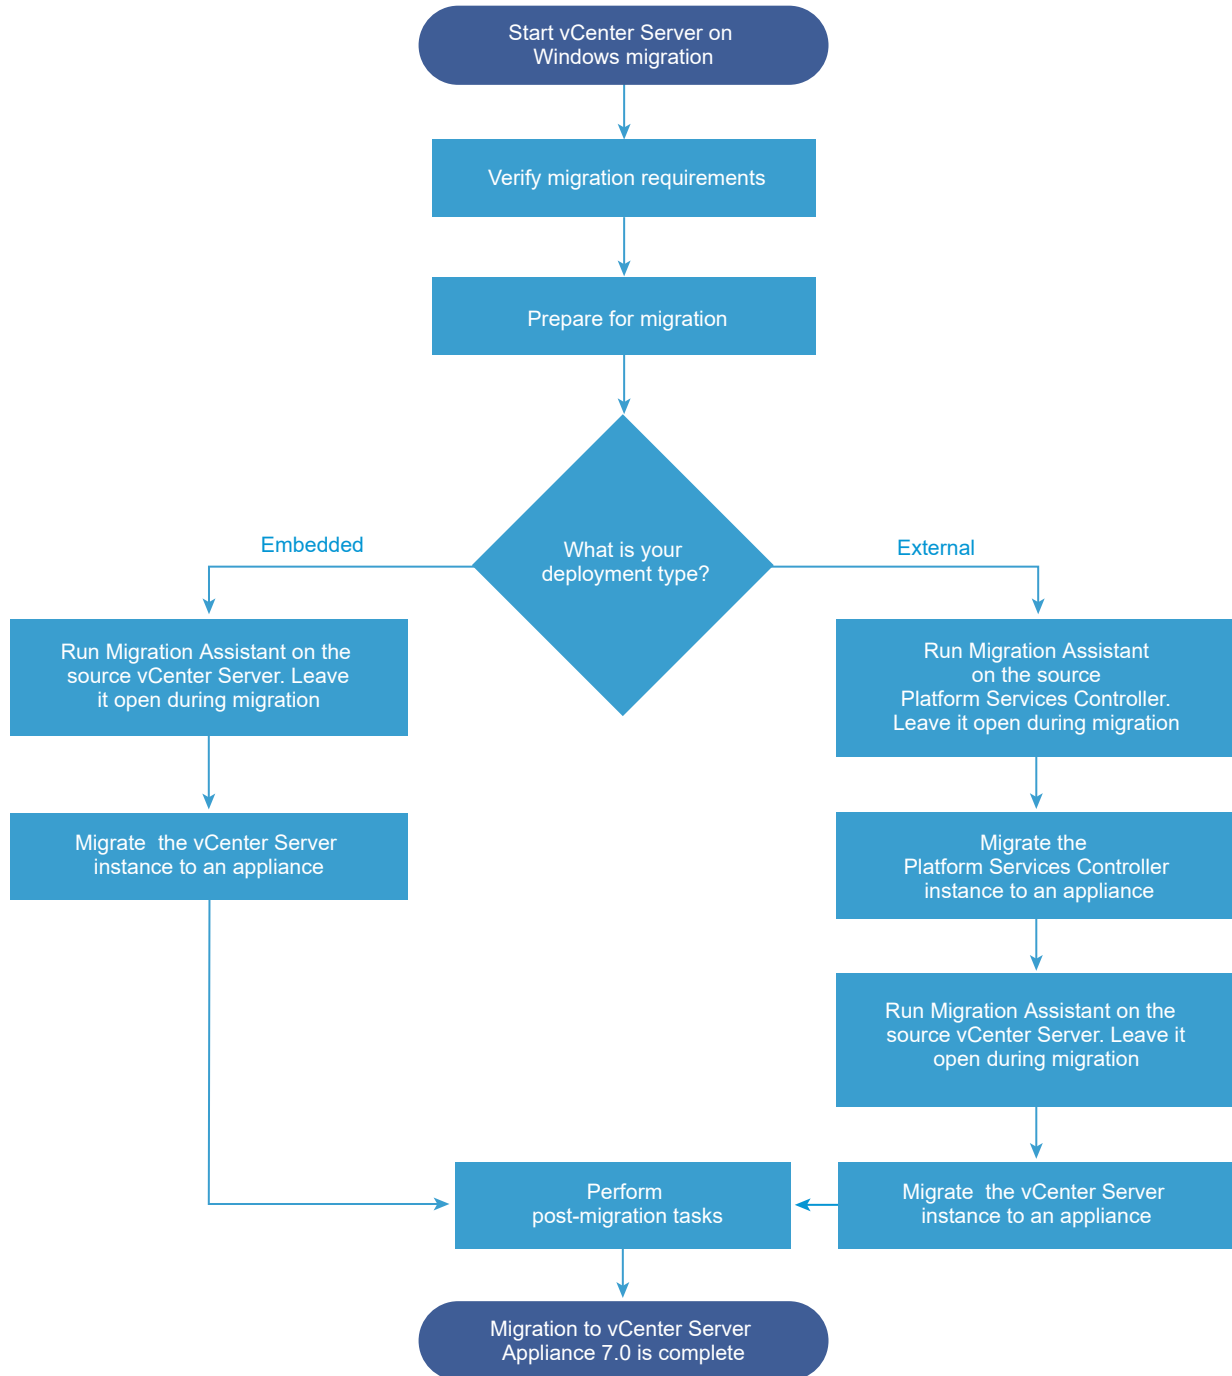 Start vCenter Server on
Windows migration
Verify migration requirements
Prepare for migration
What is your
deployment type?
Embedded
External
Run Migration Assistant on the
source vCenter Server. Leave
it open during migration
Migrate the vCenter Server
instance to an appliance
Run Migration Assistant
on the source
Platform Services Controller.
Leave it open during migration
Migrate the
Platform Services Controller
instance to an appliance
Run Migration Assistant on the
source vCenter Server. Leave it
open during migration
Migrate the vCenter Server
instance to an appliance
Perform
post-migration tasks
Migration to vCenter Server
Appliance 7.0 is complete